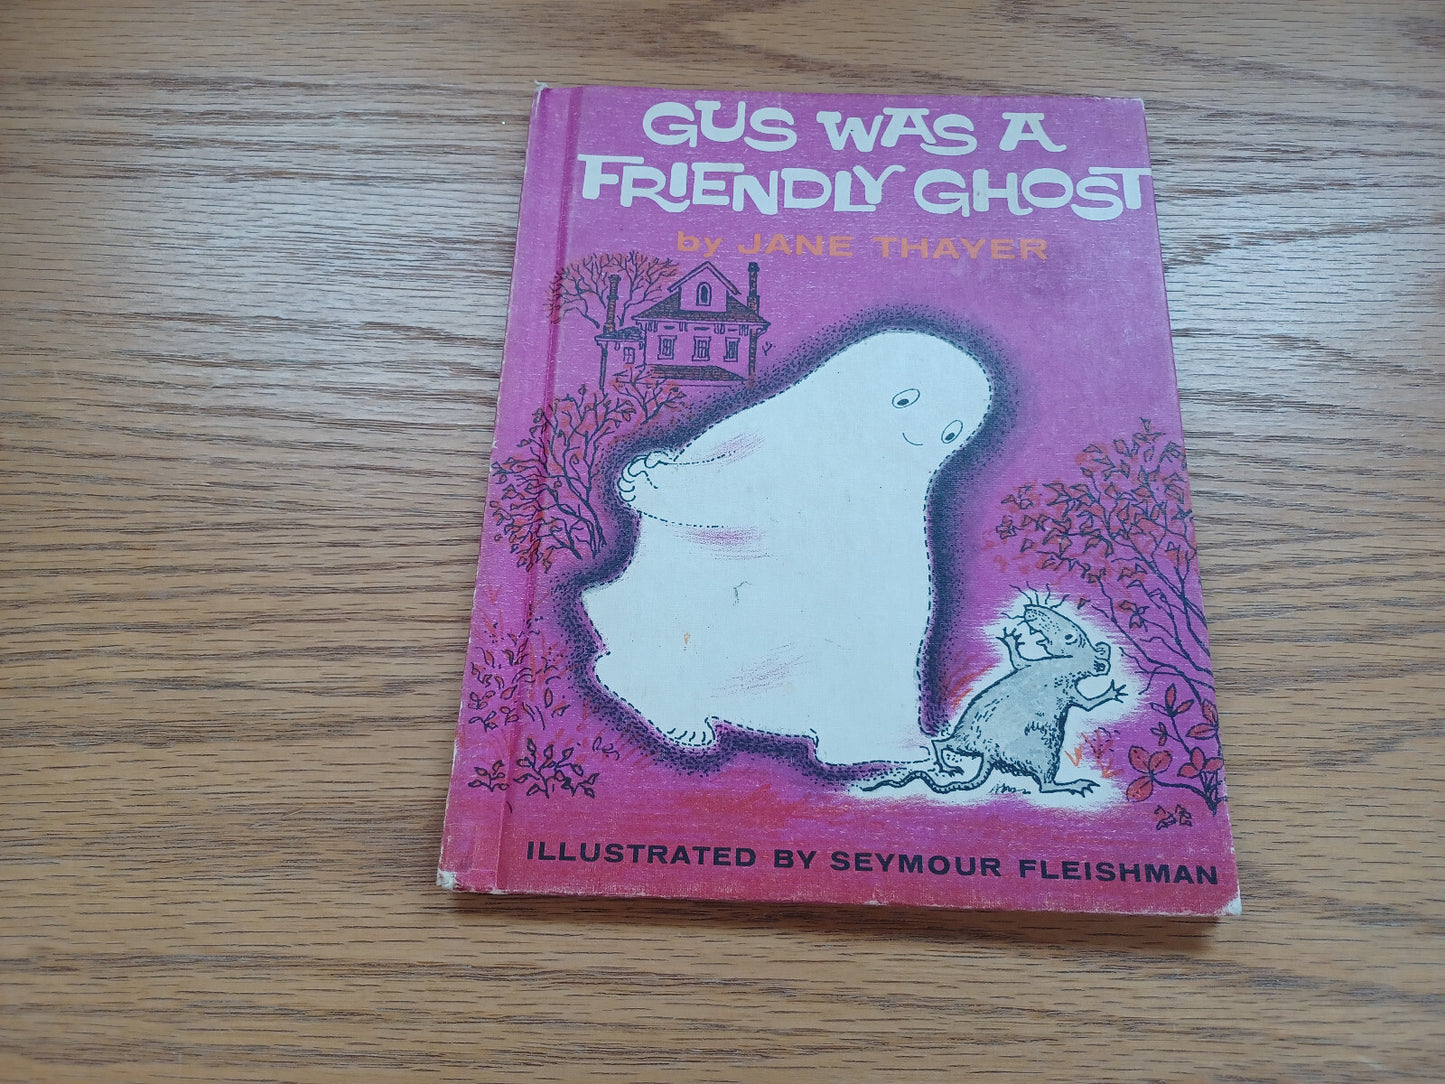 GUS WAS A
FRIENDLY GHOST
by JANE THAYER
ILLUSTRATED BY SEYMOUR FLEISHMAN